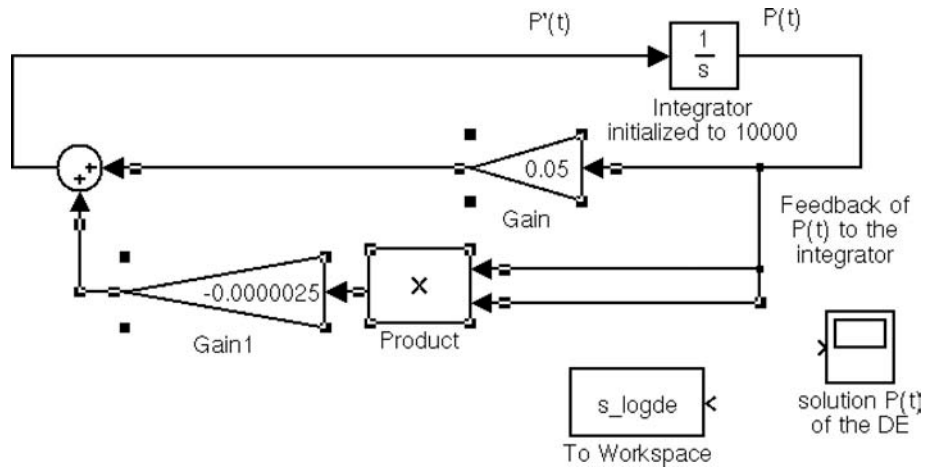 P'(t)
P(t)
1
s
Integrator
initialized to 10000
+
+
0.05
Gain
Feedback of
P(t) to the
integrator
-0.0000025
Gain1
x
Product
s_logde
To Workspace
solution P(t)
of the DE